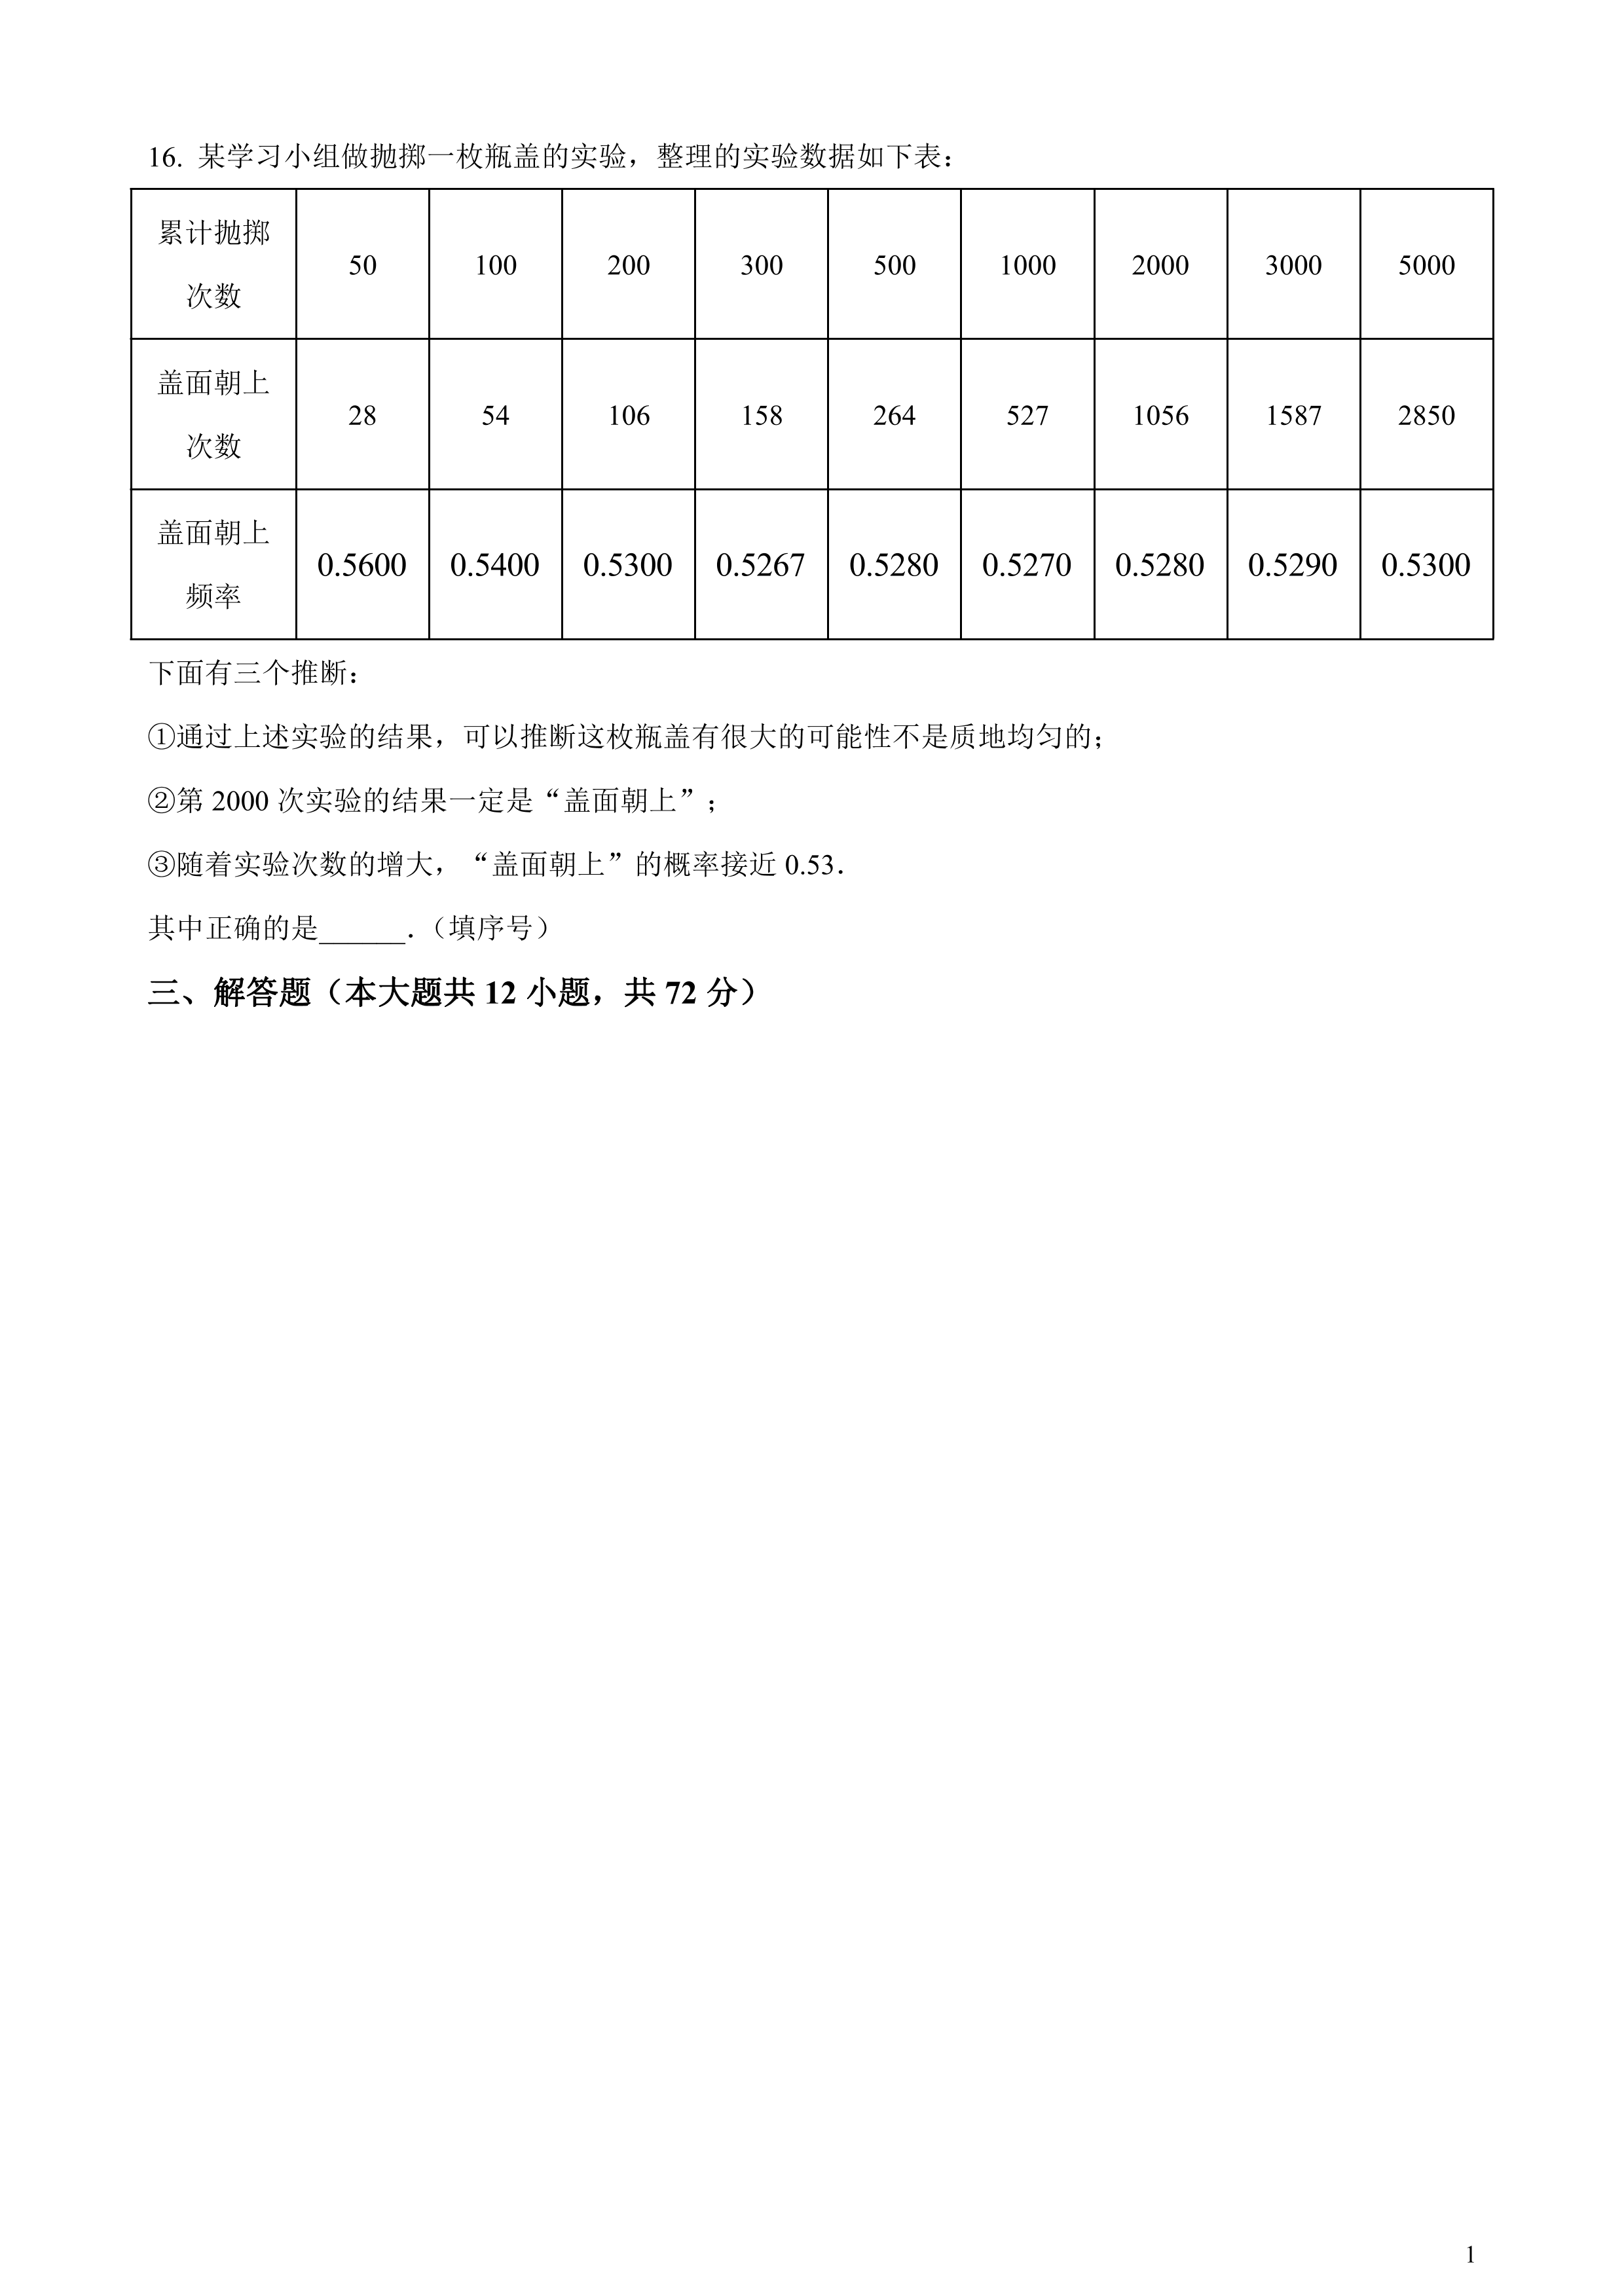 16. 某学习小组做抛掷一枚瓶盖的实验，整理的实验数据如下表：
累计抛掷次数 50 100 200 300 500 1000 2000 3000 5000
盖面朝上次数 28 54 106 158 264 527 1056 1587 2850
盖面朝上频率 0.5600 0.5400 0.5300 0.5267 0.5280 0.5270 0.5280 0.5290 0.5300
下面有三个推断：
①通过上述实验的结果，可以推断这枚瓶盖有很大的可能性不是质地均匀的；
②第 2000 次实验的结果一定是“盖面朝上”；
③随着实验次数的增大，“盖面朝上”的概率接近 0.53．
其中正确的是______．（填序号）
三、解答题（本大题共 12 小题，共 72 分）
1